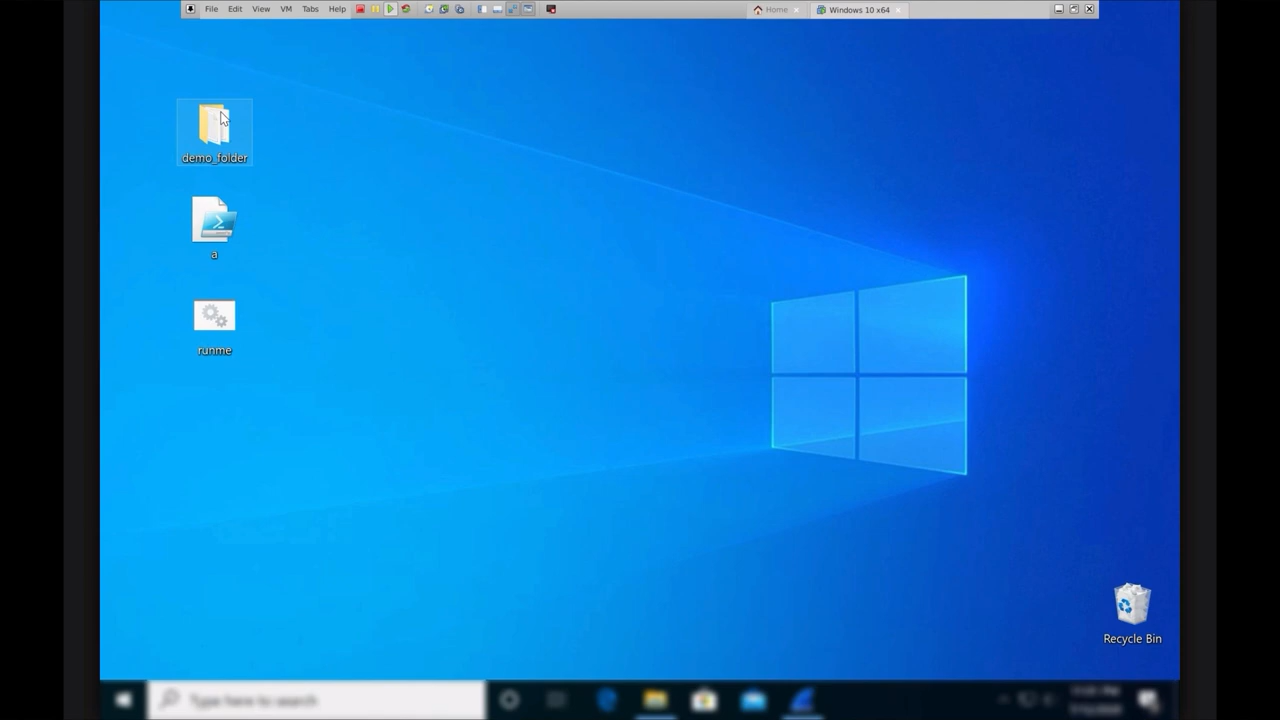 File Edit View VM Tabs Help
Home
Windows 10 x64
demo_folder
a
runme
Recycle Bin
Type here to search